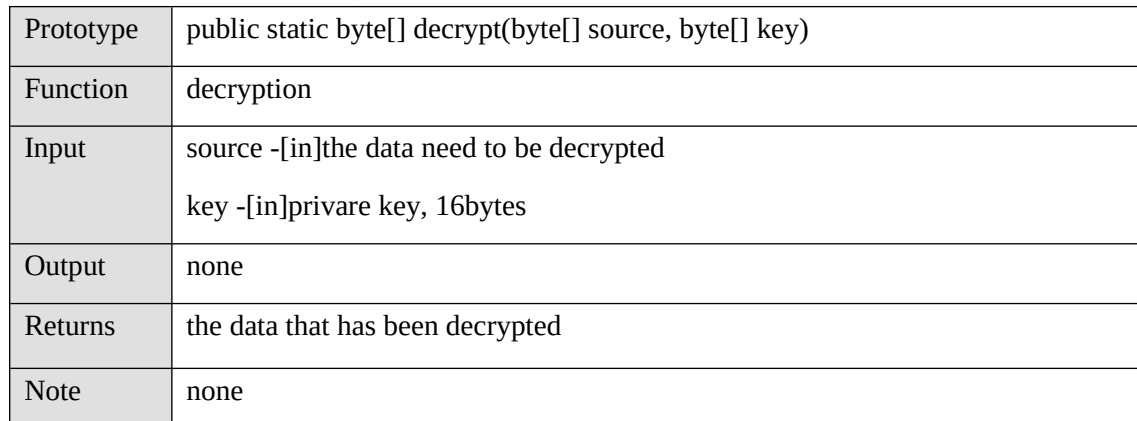 Prototype public static byte[] decrypt(byte[] source, byte[] key)
Function decryption
Input source -[in]the data need to be decrypted
key -[in]privare key, 16bytes
Output none
Returns the data that has been decrypted
Note none